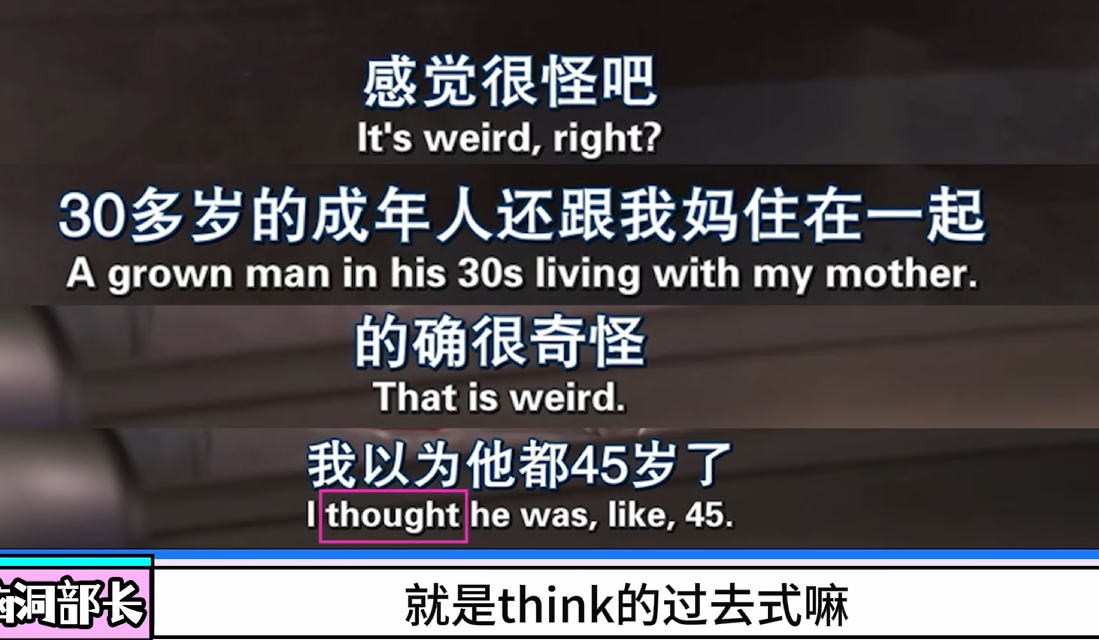 感觉很怪吧
It's weird, right?
30多岁的成年人还跟我妈住在一起
A grown man in his 30s living with my mother.
的确很奇怪
That is weird.
我以为他都45岁了
I thought he was, like, 45.
洞部长
就是think的过去式嘛